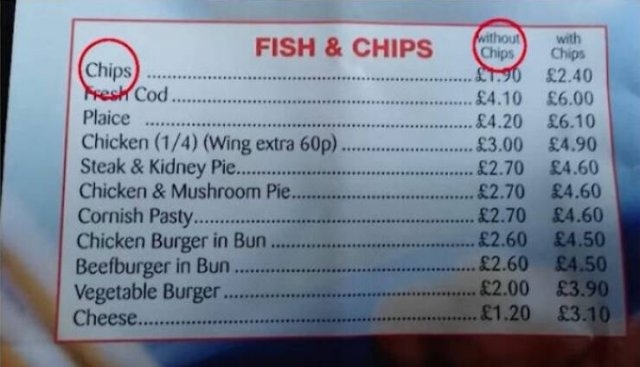 FISH & CHIPS without Chips with Chips
Chips ........ £1.90 £2.40
Fresh Cod ........ £4.10 £6.00
Plaice ........ £4.20 £6.10
Chicken (1/4) (Wing extra 60p) ........ £3.00 £4.90
Steak & Kidney Pie........ £2.70 £4.60
Chicken & Mushroom Pie........ £2.70 £4.60
Cornish Pasty........ £2.70 £4.60
Chicken Burger in Bun ........ £2.60 £4.50
Beefburger in Bun ........ £2.60 £4.50
Vegetable Burger ........ £2.00 £3.90
Cheese........ £1.20 £3.10